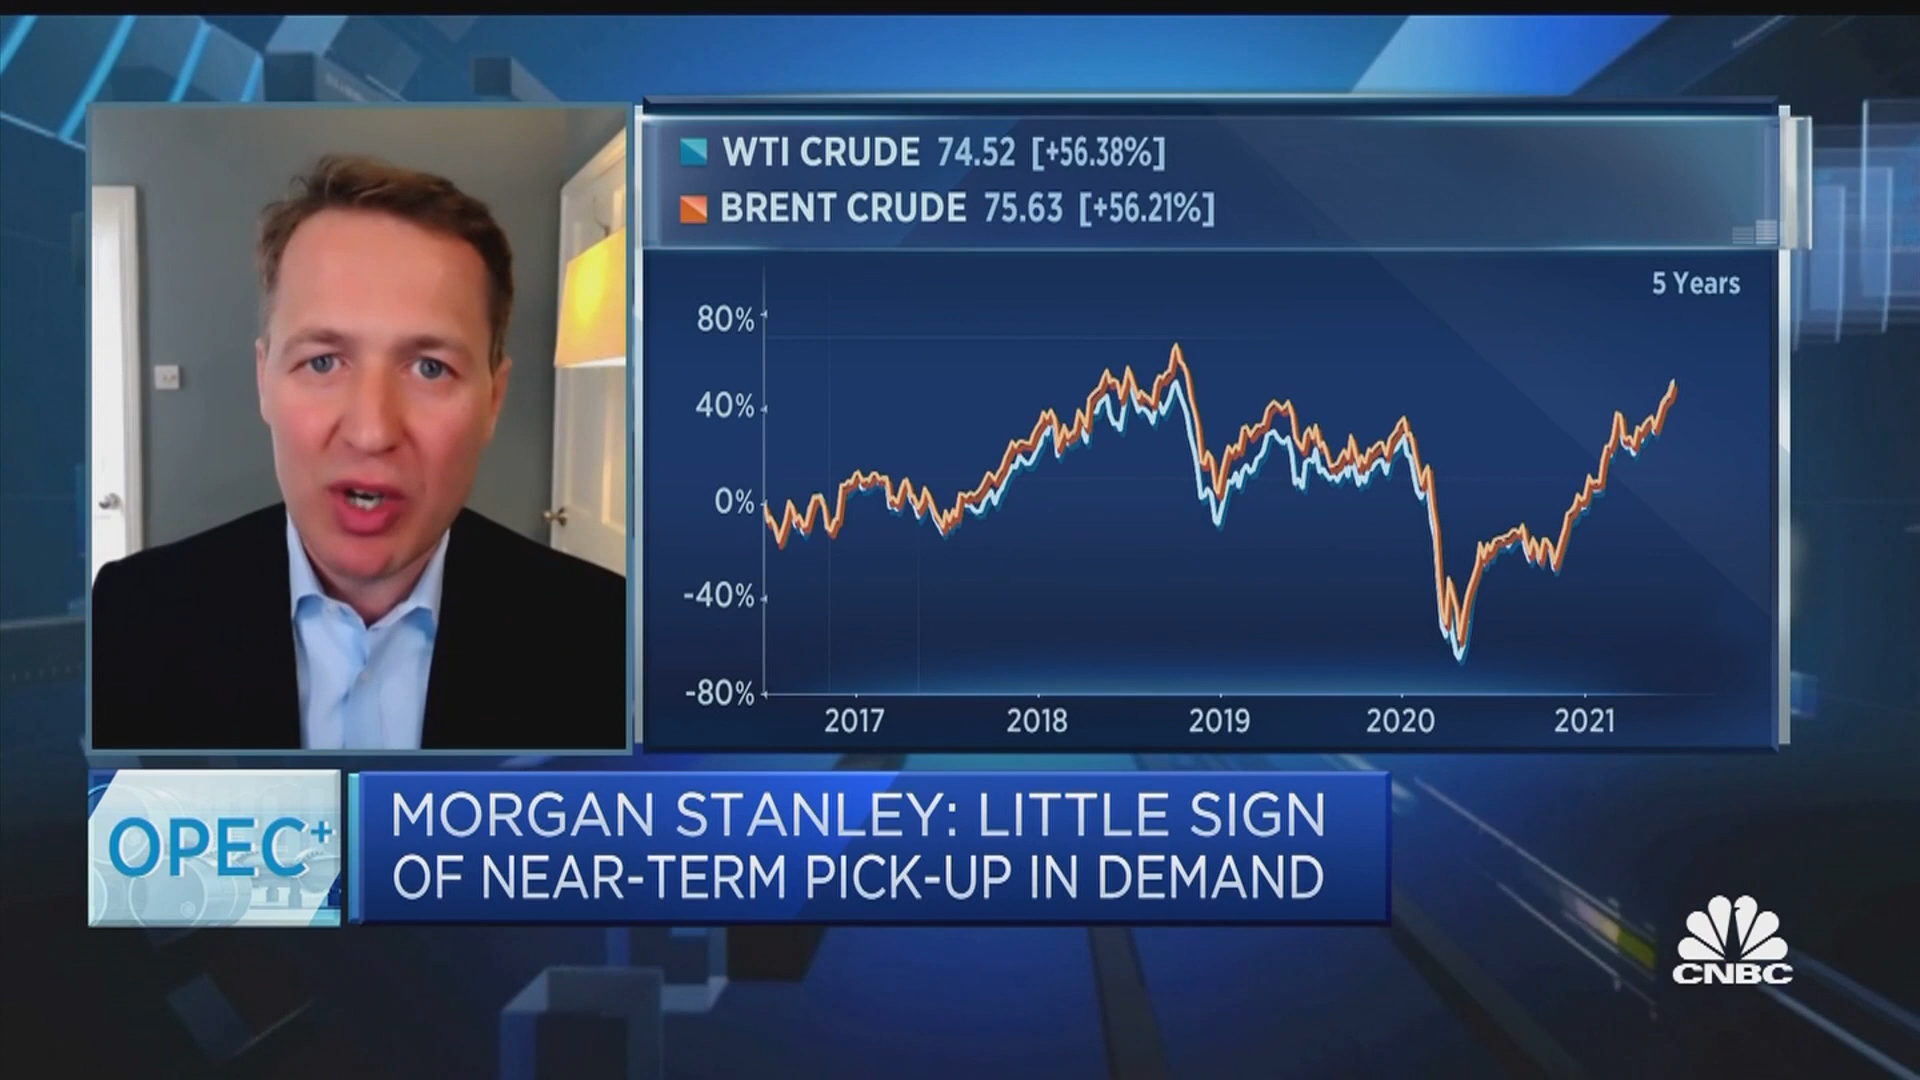 WTI CRUDE 74.52 [+56.38%]
BRENT CRUDE 75.63 [+56.21%]
5 Years
80%
40%
0%
-40%
-80%
2017 2018 2019 2020 2021
OPEC+
MORGAN STANLEY: LITTLE SIGN
OF NEAR-TERM PICK-UP IN DEMAND
CNBC